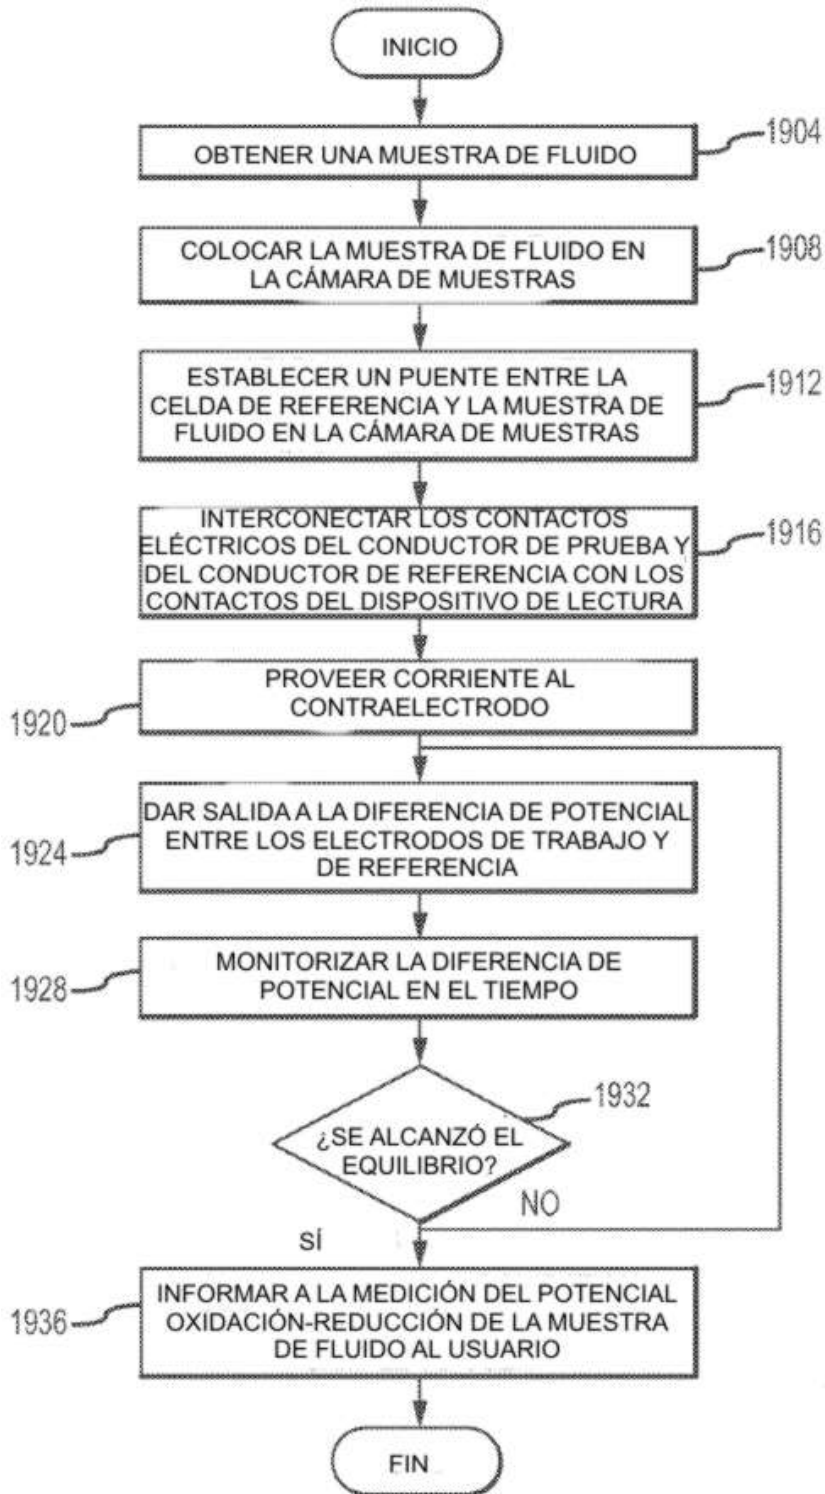 INICIO
1904
OBTENER UNA MUESTRA DE FLUIDO
1908
COLOCAR LA MUESTRA DE FLUIDO EN
LA CÁMARA DE MUESTRAS
1912
ESTABLECER UN PUENTE ENTRE LA
CELDA DE REFERENCIA Y LA MUESTRA DE
FLUIDO EN LA CÁMARA DE MUESTRAS
1916
INTERCONECTAR LOS CONTACTOS
ELÉCTRICOS DEL CONDUCTOR DE PRUEBA Y
DEL CONDUCTOR DE REFERENCIA CON LOS
CONTACTOS DEL DISPOSITIVO DE LECTURA
1920
PROVEER CORRIENTE AL
CONTRAELECTRODO
1924
DAR SALIDA A LA DIFERENCIA DE POTENCIAL
ENTRE LOS ELECTRODOS DE TRABAJO Y
DE REFERENCIA
1928
MONITORIZAR LA DIFERENCIA DE
POTENCIAL EN EL TIEMPO
1932
¿SE ALCANZÓ EL
EQUILIBRIO?
NO
SÍ
1936
INFORMAR A LA MEDICIÓN DEL POTENCIAL
OXIDACIÓN-REDUCCIÓN DE LA MUESTRA
DE FLUIDO AL USUARIO
FIN